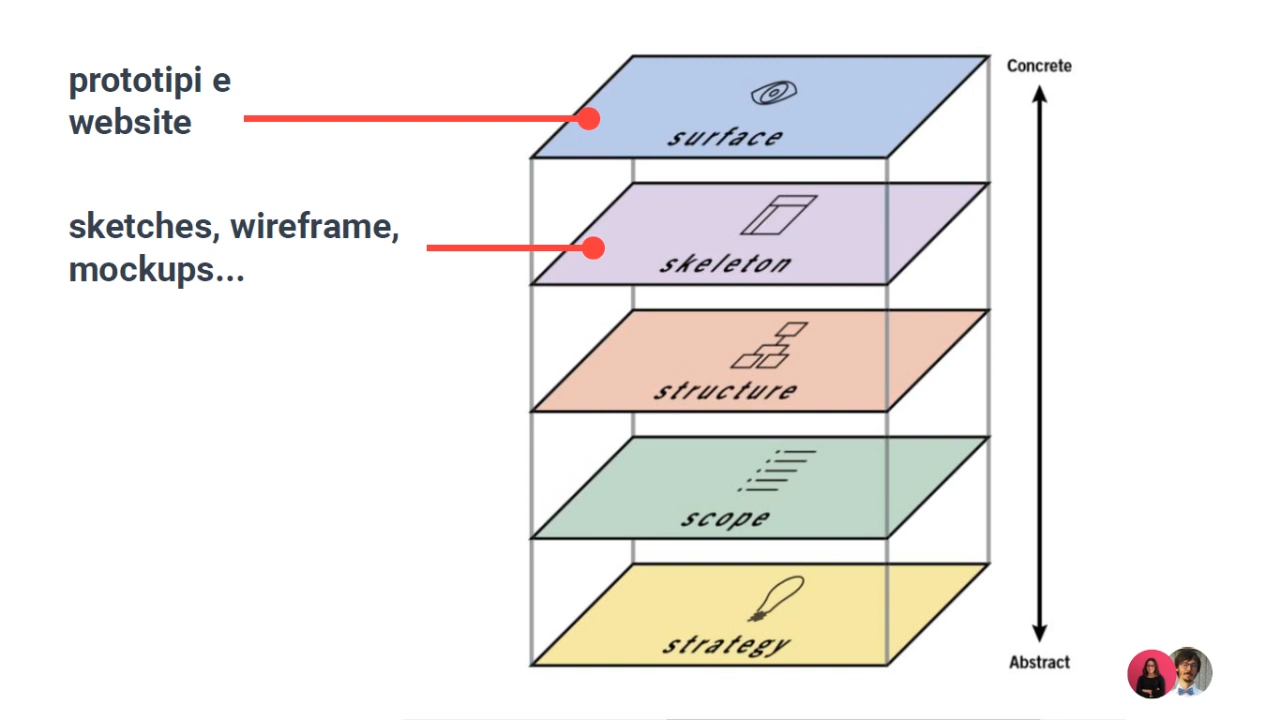 prototipi e
website
sketches, wireframe,
mockups...
surface
skeleton
structure
scope
strategy
Concrete
Abstract